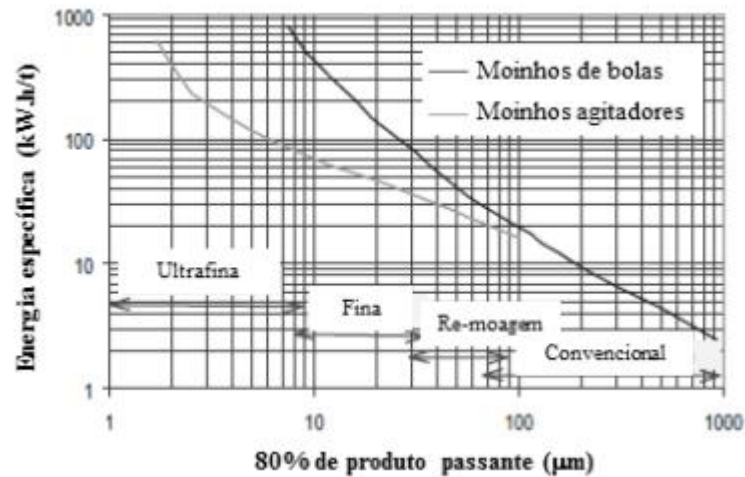 Energia específica (kW.h/t)
1000
100
10
1
Moinhos de bolas
Moinhos agitadores
Ultrafina
Fina
Re-moagem
Convencional
1
10
100
1000
80% de produto passante (µm)